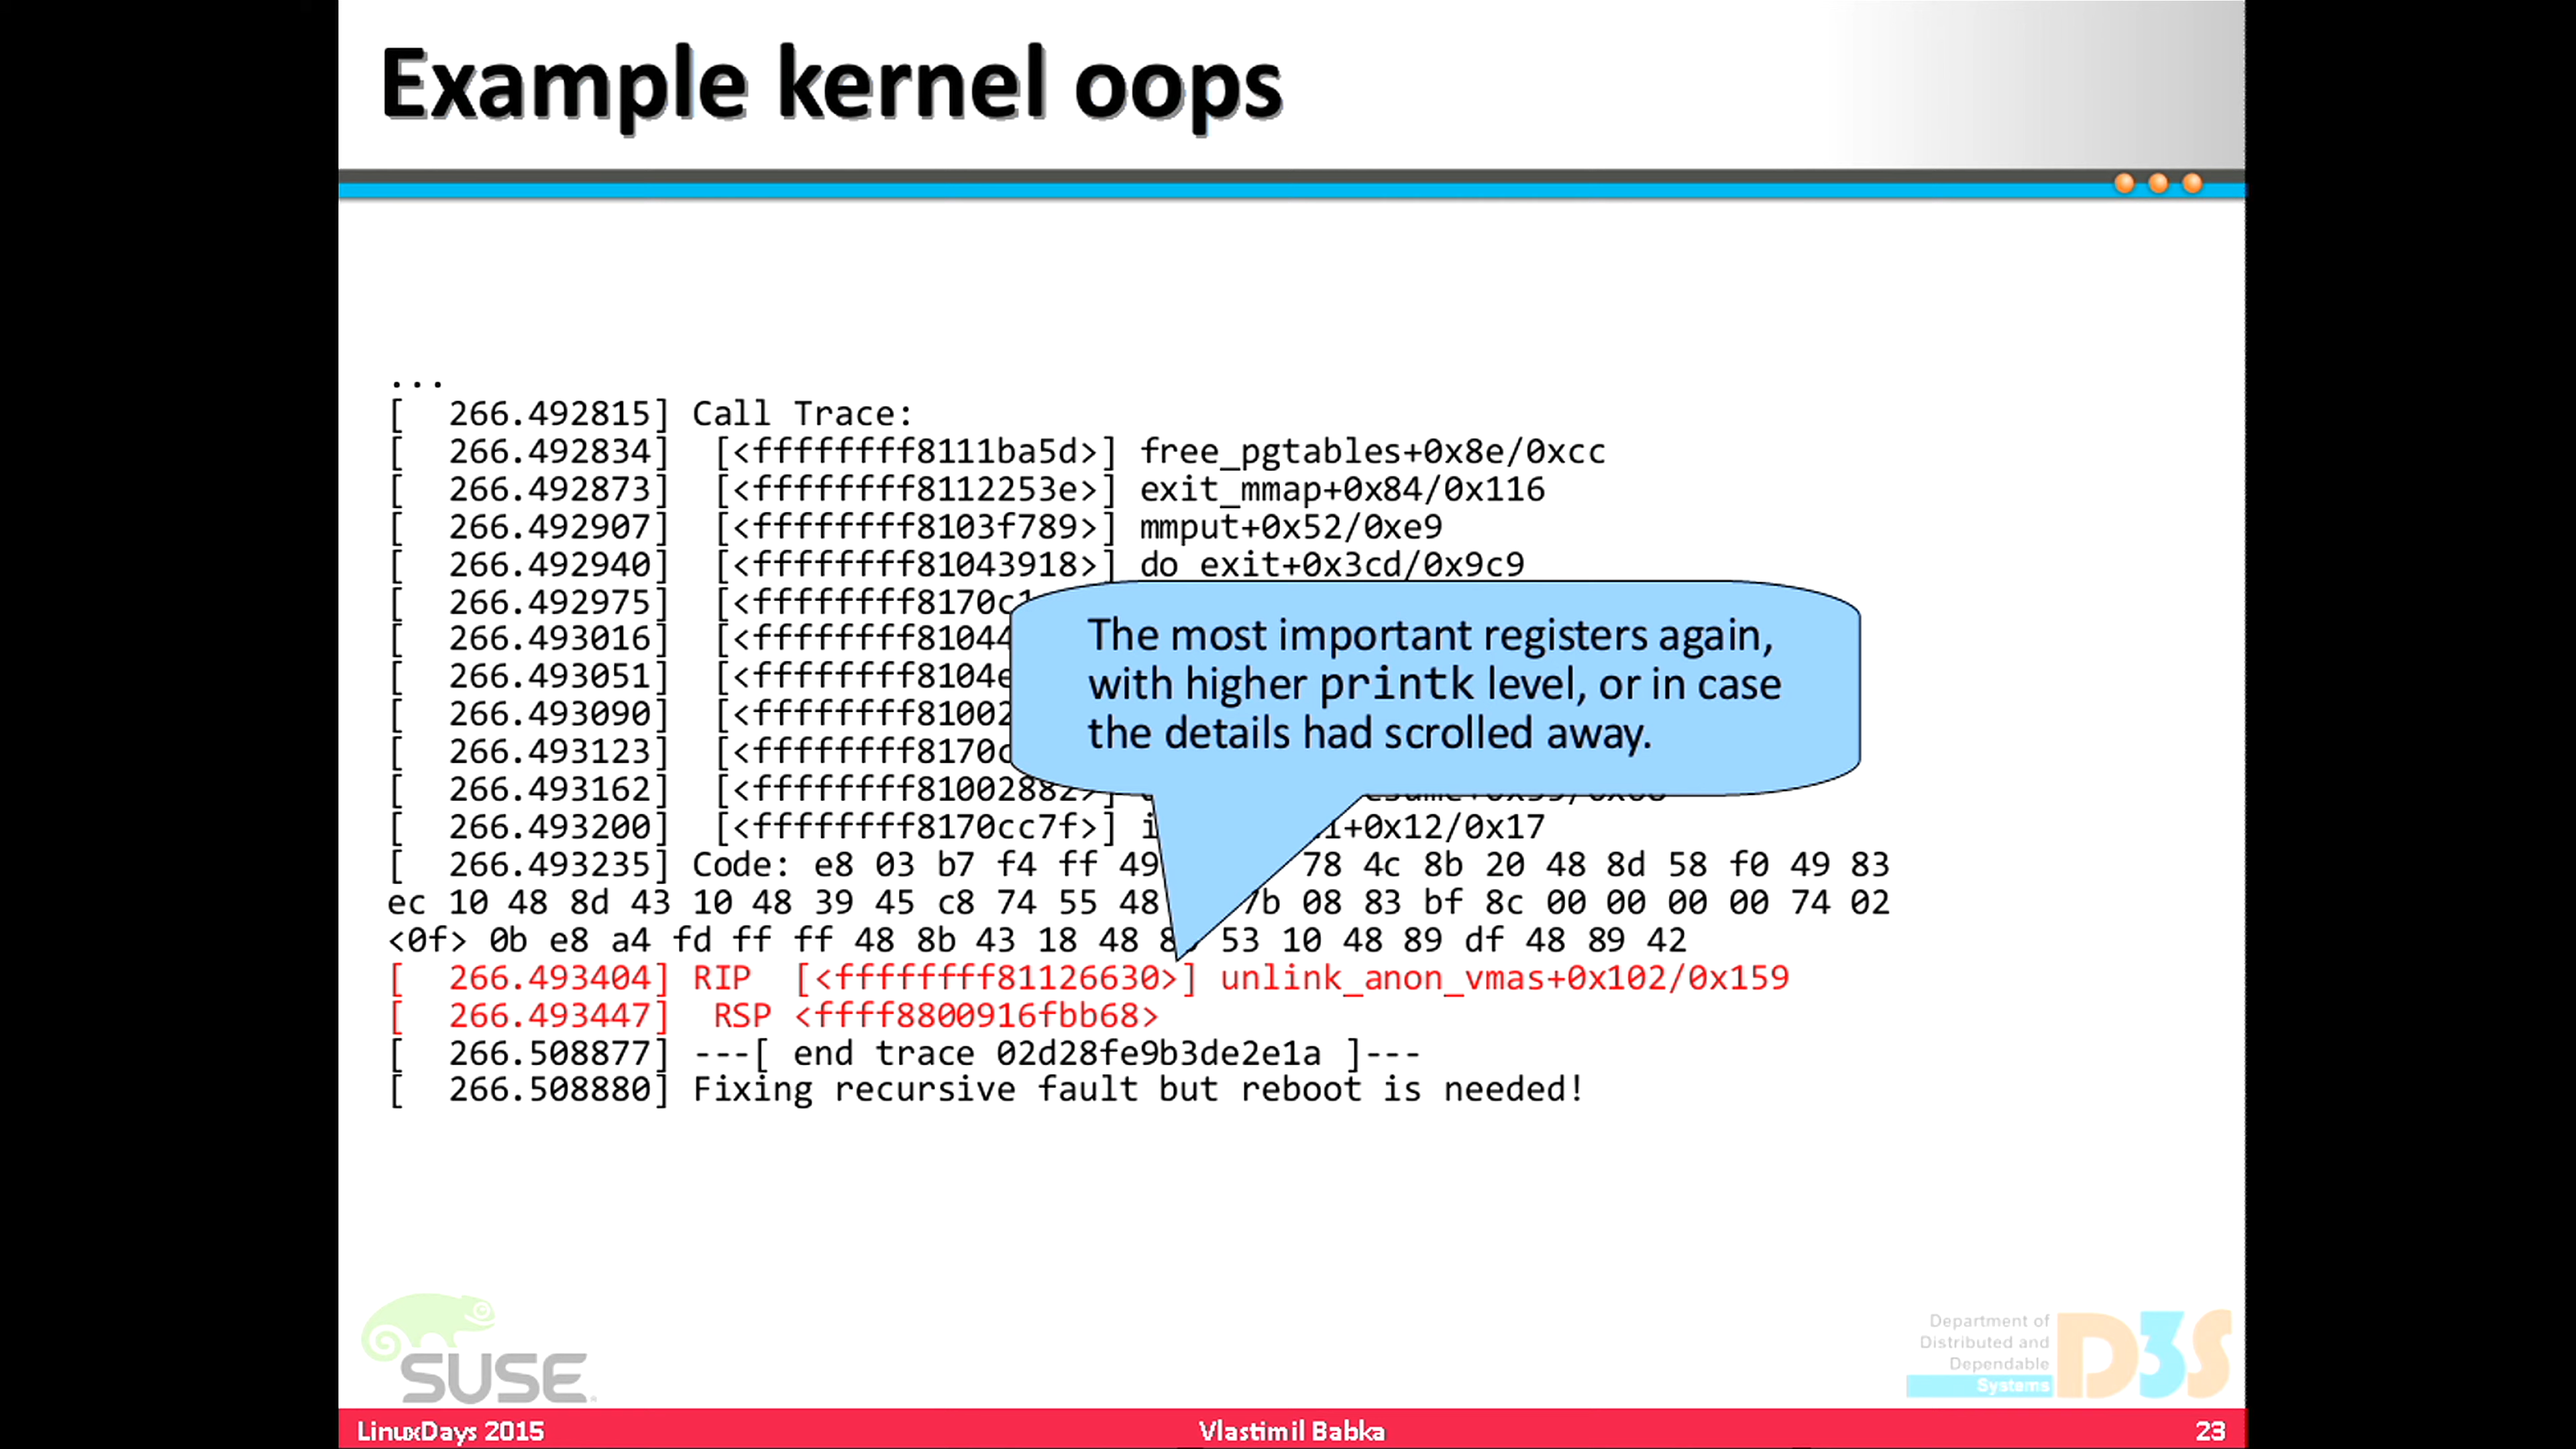 Example kernel oops
...
[  266.492815] Call Trace:
[  266.492834]  [<ffffffff8111ba5d>] free_pgtables+0x8e/0xcc
[  266.492873]  [<ffffffff8112253e>] exit_mmap+0x84/0x116
[  266.492907]  [<ffffffff8103f789>] mmput+0x52/0xe9
[  266.492940]  [<ffffffff81043918>] do exit+0x3cd/0x9c9
[  266.492975]  [<ffffffff8170c1
[  266.493016]  [<ffffffff81044
[  266.493051]  [<ffffffff8104e
[  266.493090]  [<ffffffff81002
[  266.493123]  [<ffffffff8170c
[  266.493162]  [<ffffffff81002882>]
[  266.493200]  [<ffffffff8170cc7f>] i +0x12/0x17
[  266.493235] Code: e8 03 b7 f4 ff 49 78 4c 8b 20 48 8d 58 f0 49 83
ec 10 48 8d 43 10 48 39 45 c8 74 55 48 7b 08 83 bf 8c 00 00 00 00 74 02
<0f> 0b e8 a4 fd ff ff 48 8b 43 18 48 53 10 48 89 df 48 89 42
[  266.493404] RIP  [<ffffffff81126630>] unlink_anon_vmas+0x102/0x159
[  266.493447]  RSP <ffff8800916fbb68>
[  266.508877] ---[ end trace 02d28fe9b3de2e1a ]---
[  266.508880] Fixing recursive fault but reboot is needed!
The most important registers again,
with higher printk level, or in case
the details had scrolled away.
SUSE
Department of
Distributed and
Dependable
Systems
D3S
LinuxDays 2015
Vlastimil Babka
23